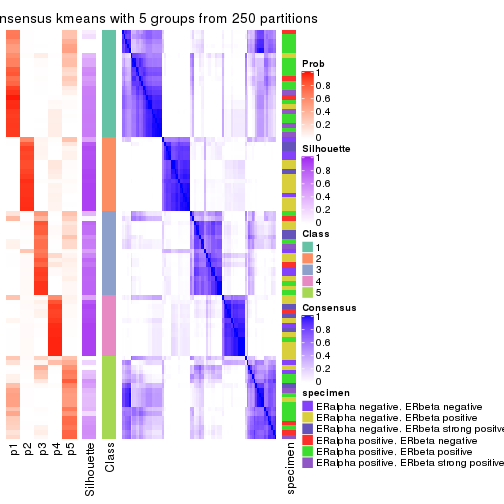 nsensus kmeans with 5 groups from 250 partitions
Prob
1
0.8
0.6
0.4
0.2
0
Silhouette
1
0.8
0.6
0.4
0.2
0
Class
1
2
3
4
5
Consensus
1
0.8
0.6
0.4
0.2
0
specimen
ERalpha negative. ERbeta negative
ERalpha negative. ERbeta positive
ERalpha negative. ERbeta strong positive
ERalpha positive. ERbeta negative
ERalpha positive. ERbeta positive
ERalpha positive. ERbeta strong positive
p1
p2
p3
p4
p5
Silhouette
Class
specimen